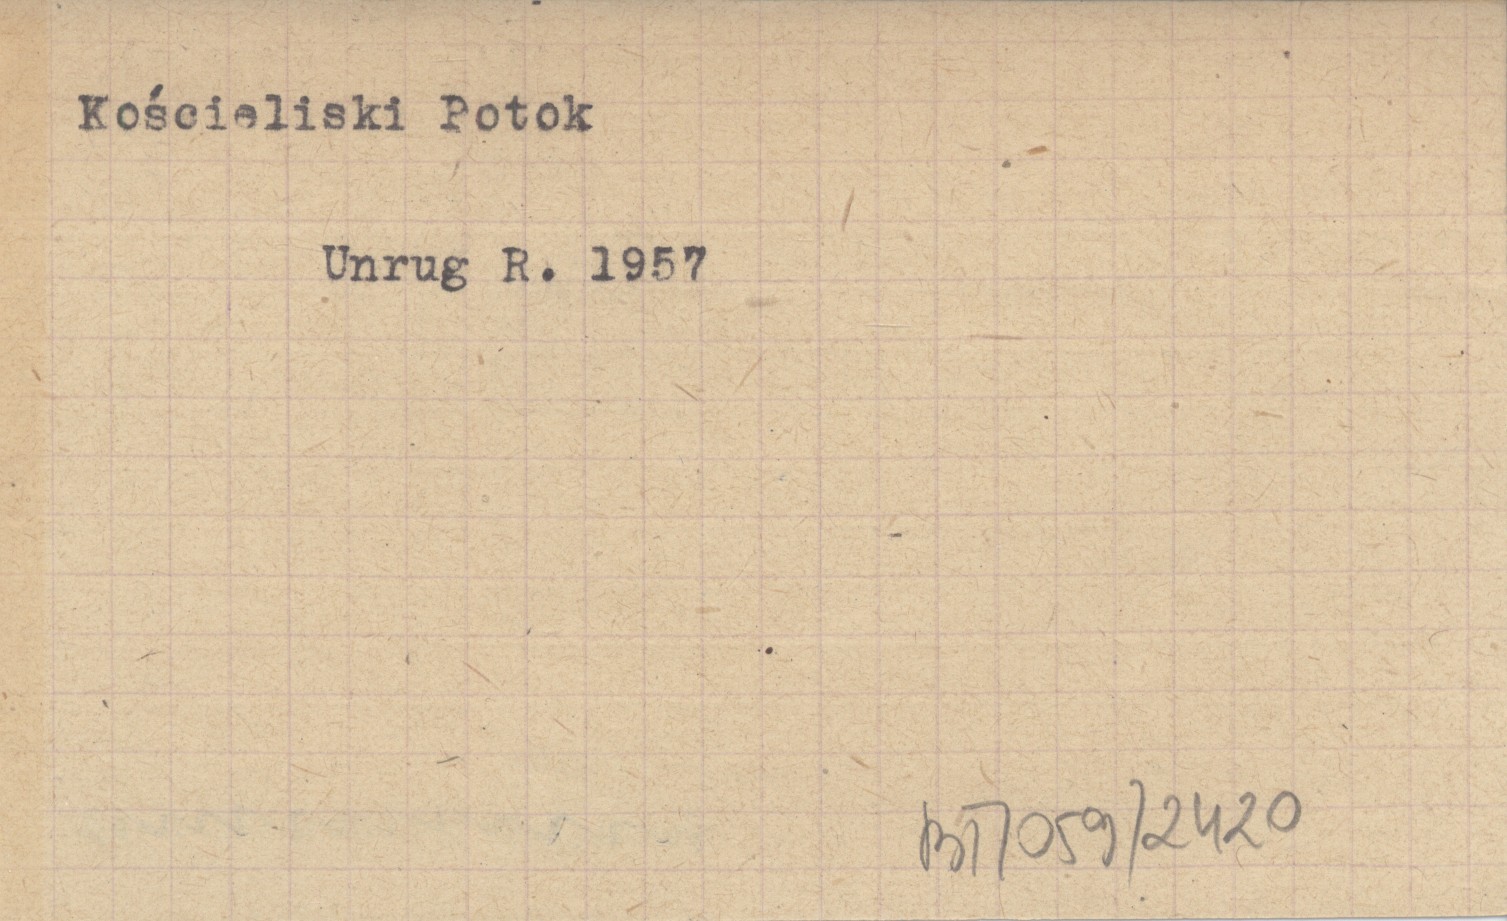 Kościeliski Potok
Unrug R. 1957
BT/059/2420